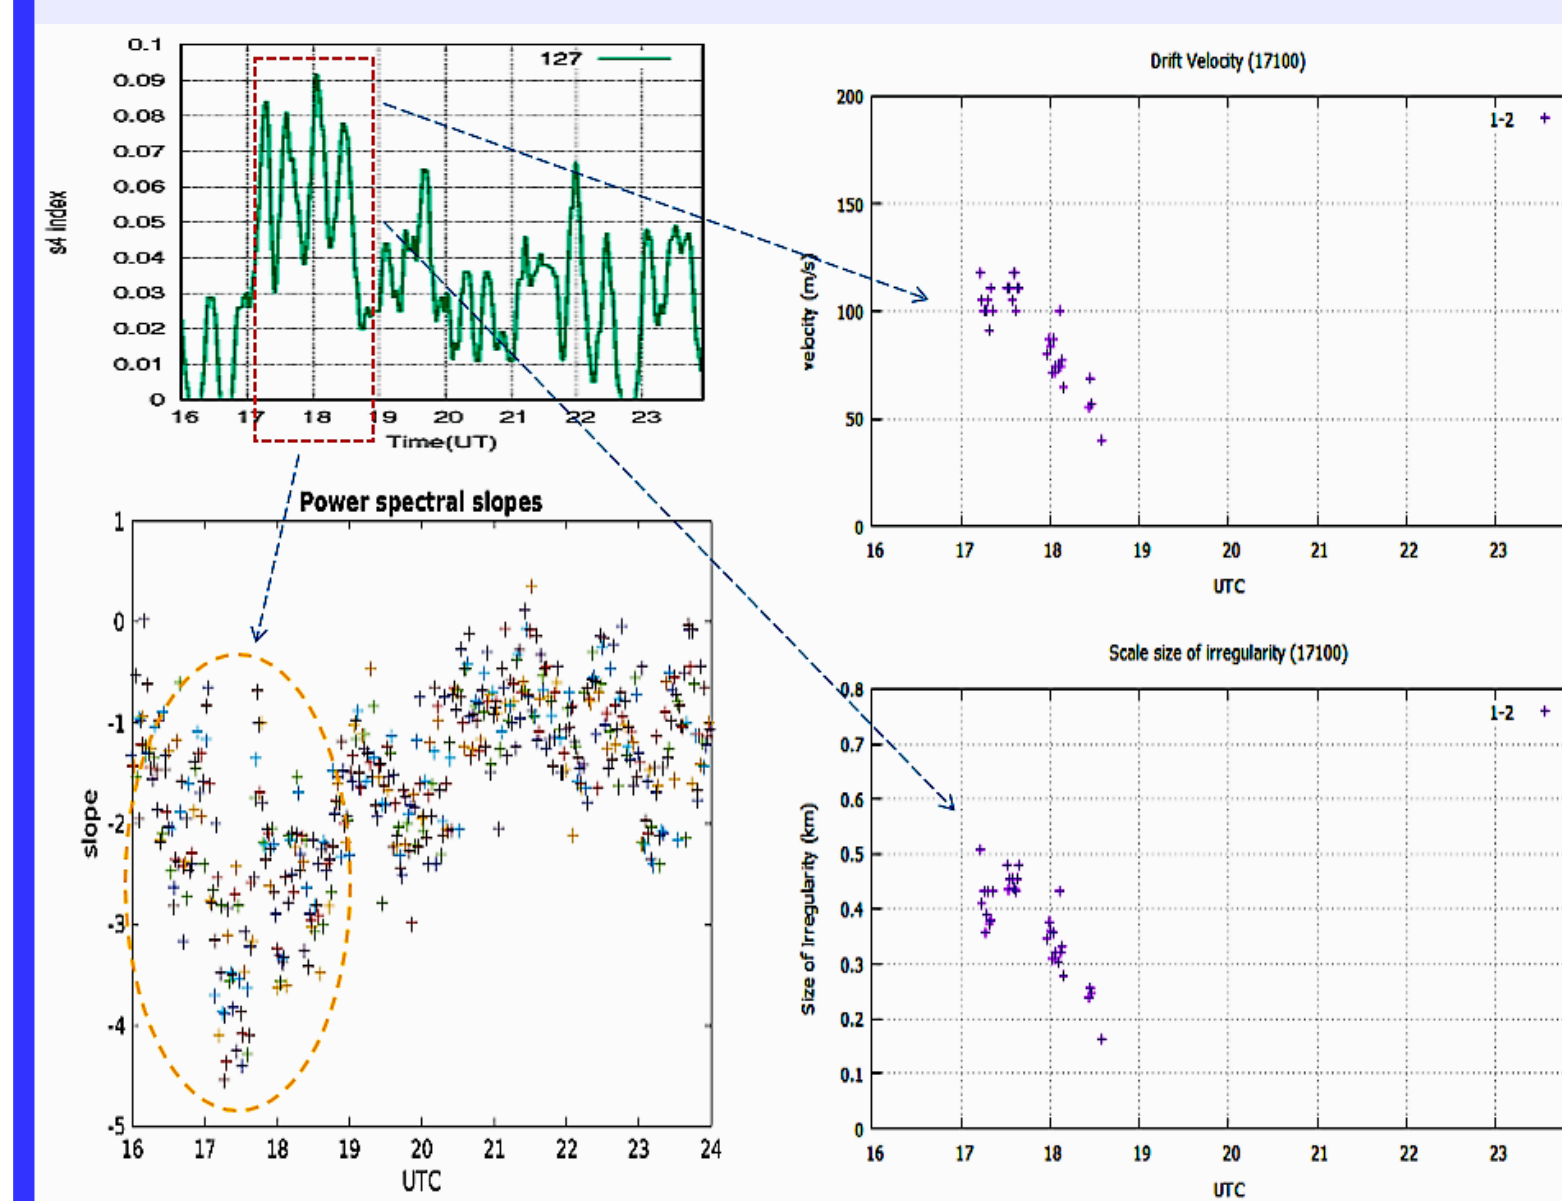 0.1
127
0.09
0.08
0.07
0.06
0.05
0.04
0.03
0.02
0.01
0
s4 index
16 17 18 19 20 21 22 23
Time(UT)
Drift Velocity (17100)
200
1-2
150
100
50
0
velocity (m/s)
16 17 18 19 20 21 22 23
UTC
Power spectral slopes
1
0
-1
-2
-3
-4
-5
slope
16 17 18 19 20 21 22 23 24
UTC
Scale size of irregularity (17100)
0.8
1-2
0.7
0.6
0.5
0.4
0.3
0.2
0.1
0
Size of irregularity (km)
16 17 18 19 20 21 22 23
UTC